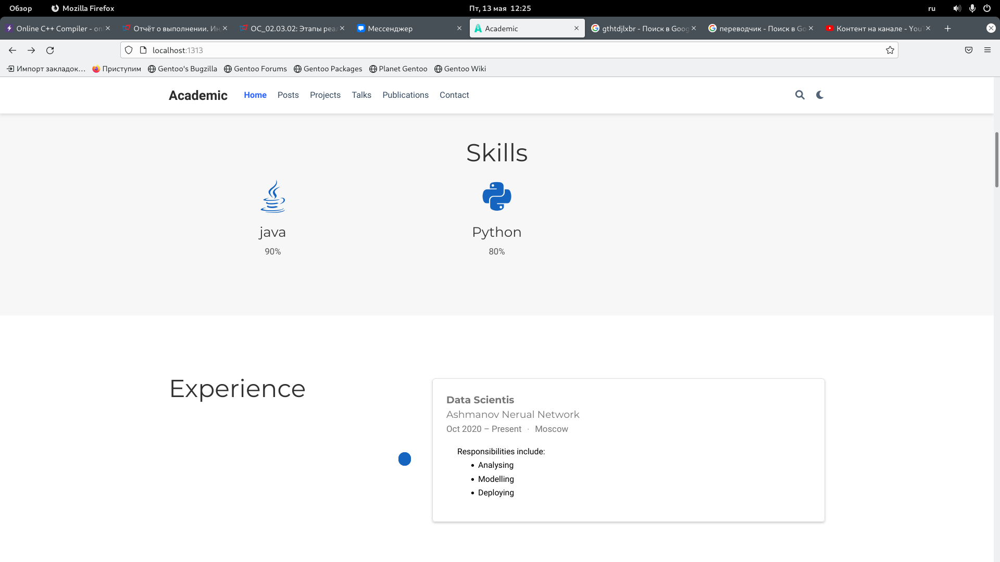 Обзор Mozilla Firefox Пт, 13 мая 12:25 ru
Online C++ Compiler - onl Отчёт о выполнении. Ин ОС_02.03.02: Этапы реа Мессенджер Academic gthtdjlxbr - Поиск в Goog переводчик - Поиск в Go Контент на канале - YouT
localhost:1313
Импорт закладок... Приступим Gentoo's Bugzilla Gentoo Forums Gentoo Packages Planet Gentoo Gentoo Wiki
Academic Home Posts Projects Talks Publications Contact
Skills
java Python
90% 80%
Experience
Data Scientis
Ashmanov Nerual Network
Oct 2020 – Present · Moscow
Responsibilities include:
• Analysing
• Modelling
• Deploying